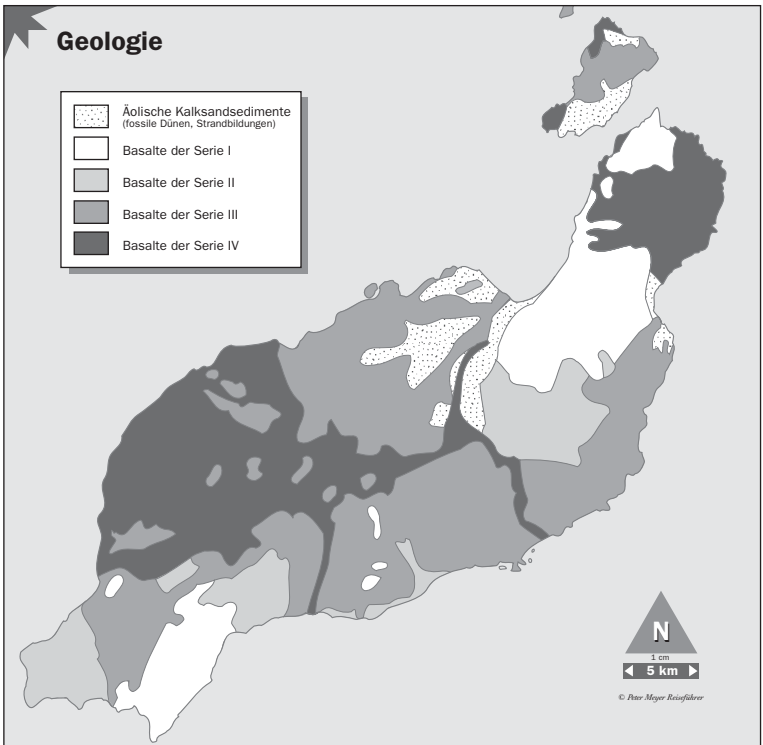 Geologie
Äolische Kalksandsedimente
(fossile Dünen, Strandbildungen)
Basalte der Serie I
Basalte der Serie II
Basalte der Serie III
Basalte der Serie IV
N
1 cm
5 km
© Peter Meyer Reiseführer